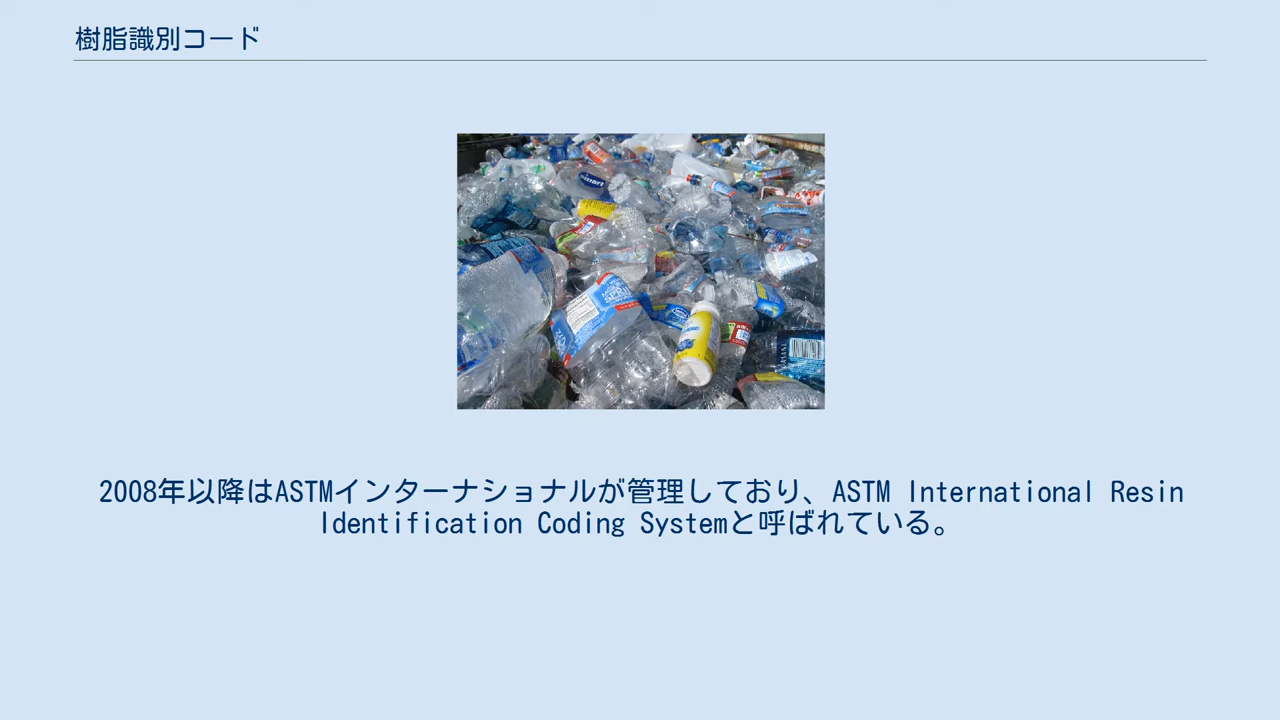 樹脂識別コード
2008年以降はASTMインターナショナルが管理しており、ASTM International Resin
Identification Coding Systemと呼ばれている。